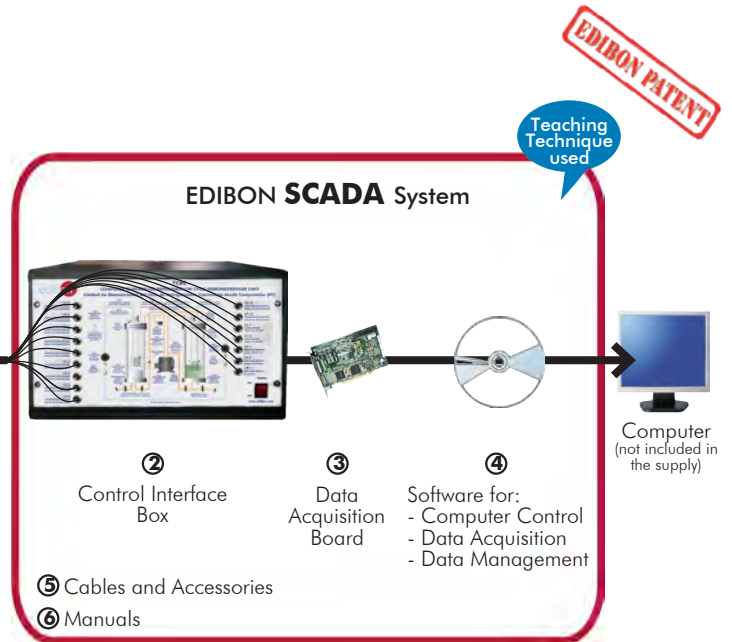 EDIBON PATENT
Teaching
Technique
used
EDIBON SCADA System
②
Control Interface
Box
③
Data
Acquisition
Board
④
Software for:
- Computer Control
- Data Acquisition
- Data Management
Computer
(not included in
the supply)
⑤ Cables and Accessories
⑥ Manuals